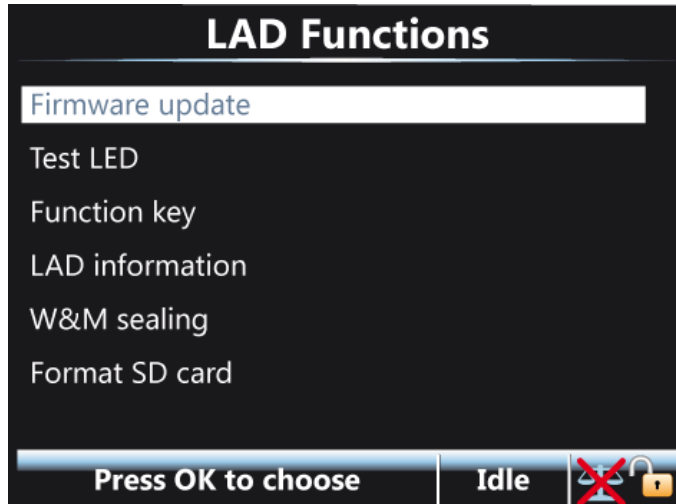 LAD Functions
Firmware update
Test LED
Function key
LAD information
W&M sealing
Format SD card
Press OK to choose
Idle